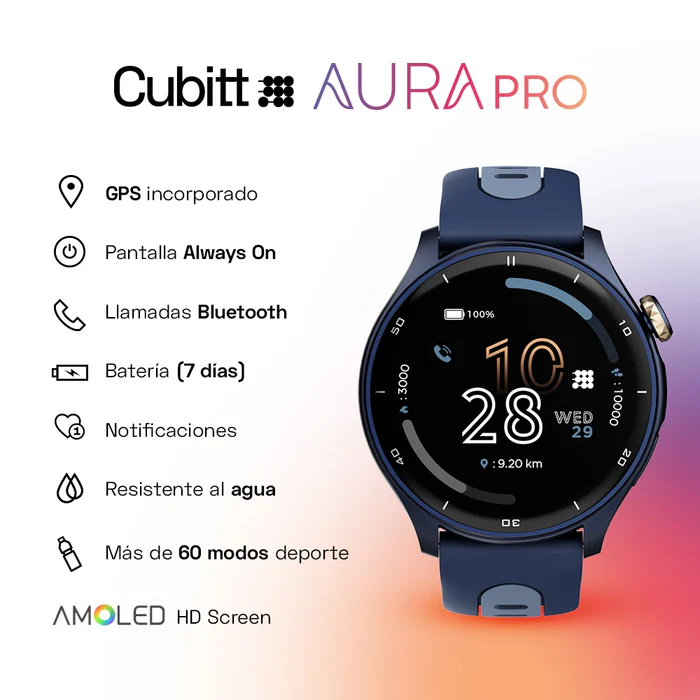 Cubitt AURA PRO
GPS incorporado
Pantalla Always On
Llamadas Bluetooth
Batería (7 días)
1
Notificaciones
Resistente al agua
Más de 60 modos deporte
AMOLED HD Screen
100%
50
10
10
: 3000
: 10000
28
WED
29
40
20
: 9.20 km
30